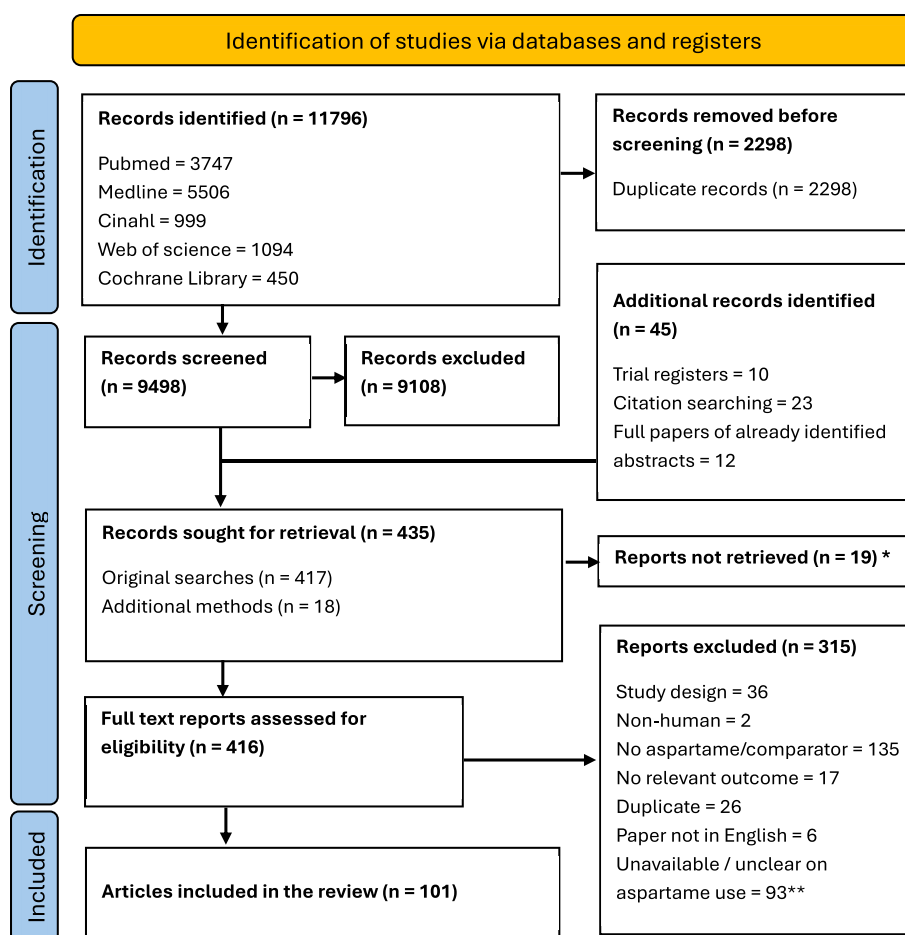 Identification of studies via databases and registers
Identification
Records identified (n = 11796)
Pubmed = 3747
Medline = 5506
Cinahl = 999
Web of science = 1094
Cochrane Library = 450
Records removed before
screening (n = 2298)
Duplicate records (n = 2298)
Additional records identified
(n = 45)
Trial registers = 10
Citation searching = 23
Full papers of already identified
abstracts = 12
Screening
Records screened
(n = 9498)
Records excluded
(n = 9108)
Records sought for retrieval (n = 435)
Original searches (n = 417)
Additional methods (n = 18)
Reports not retrieved (n = 19) *
Full text reports assessed for
eligibility (n = 416)
Reports excluded (n = 315)
Study design = 36
Non-human = 2
No aspartame/comparator = 135
No relevant outcome = 17
Duplicate = 26
Paper not in English = 6
Unavailable / unclear on
aspartame use = 93**
Included
Articles included in the review (n = 101)